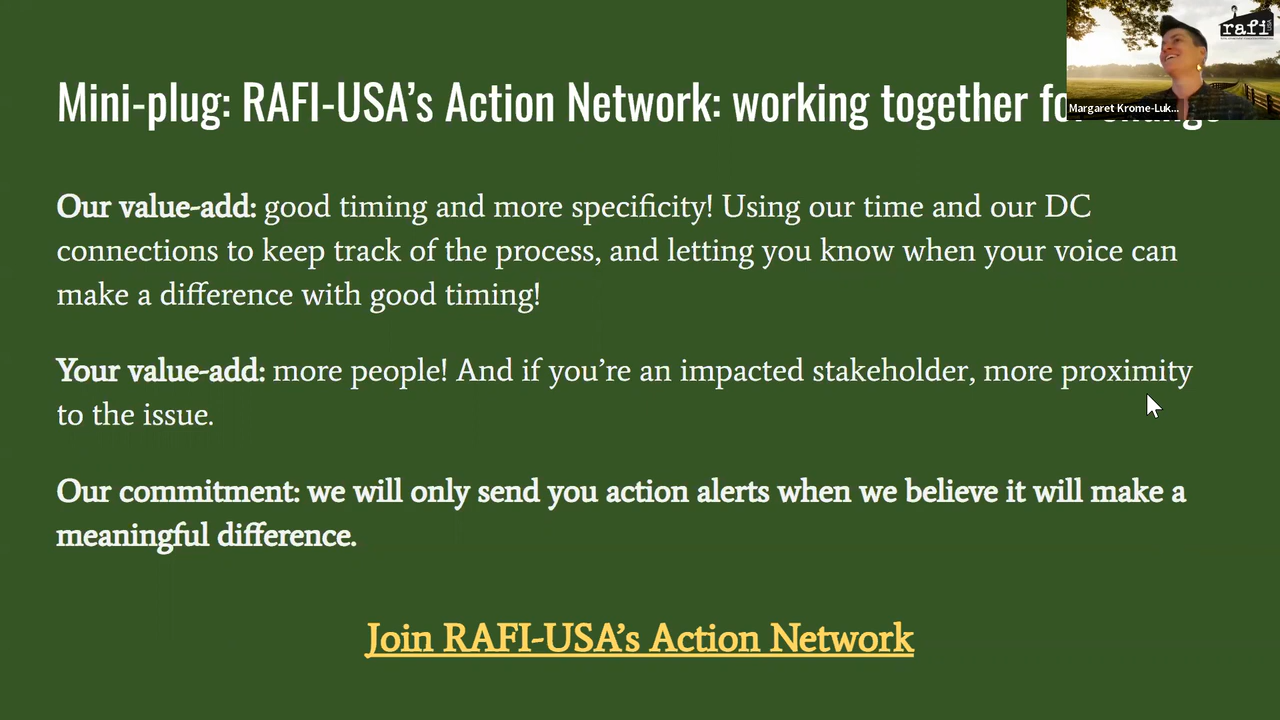 Mini-plug: RAFI-USA's Action Network: working together for change
rafi
USA
Margaret Krome-Luk...
Our value-add: good timing and more specificity! Using our time and our DC
connections to keep track of the process, and letting you know when your voice can
make a difference with good timing!
Your value-add: more people! And if you're an impacted stakeholder, more proximity
to the issue.
Our commitment: we will only send you action alerts when we believe it will make a
meaningful difference.
Join RAFI-USA's Action Network